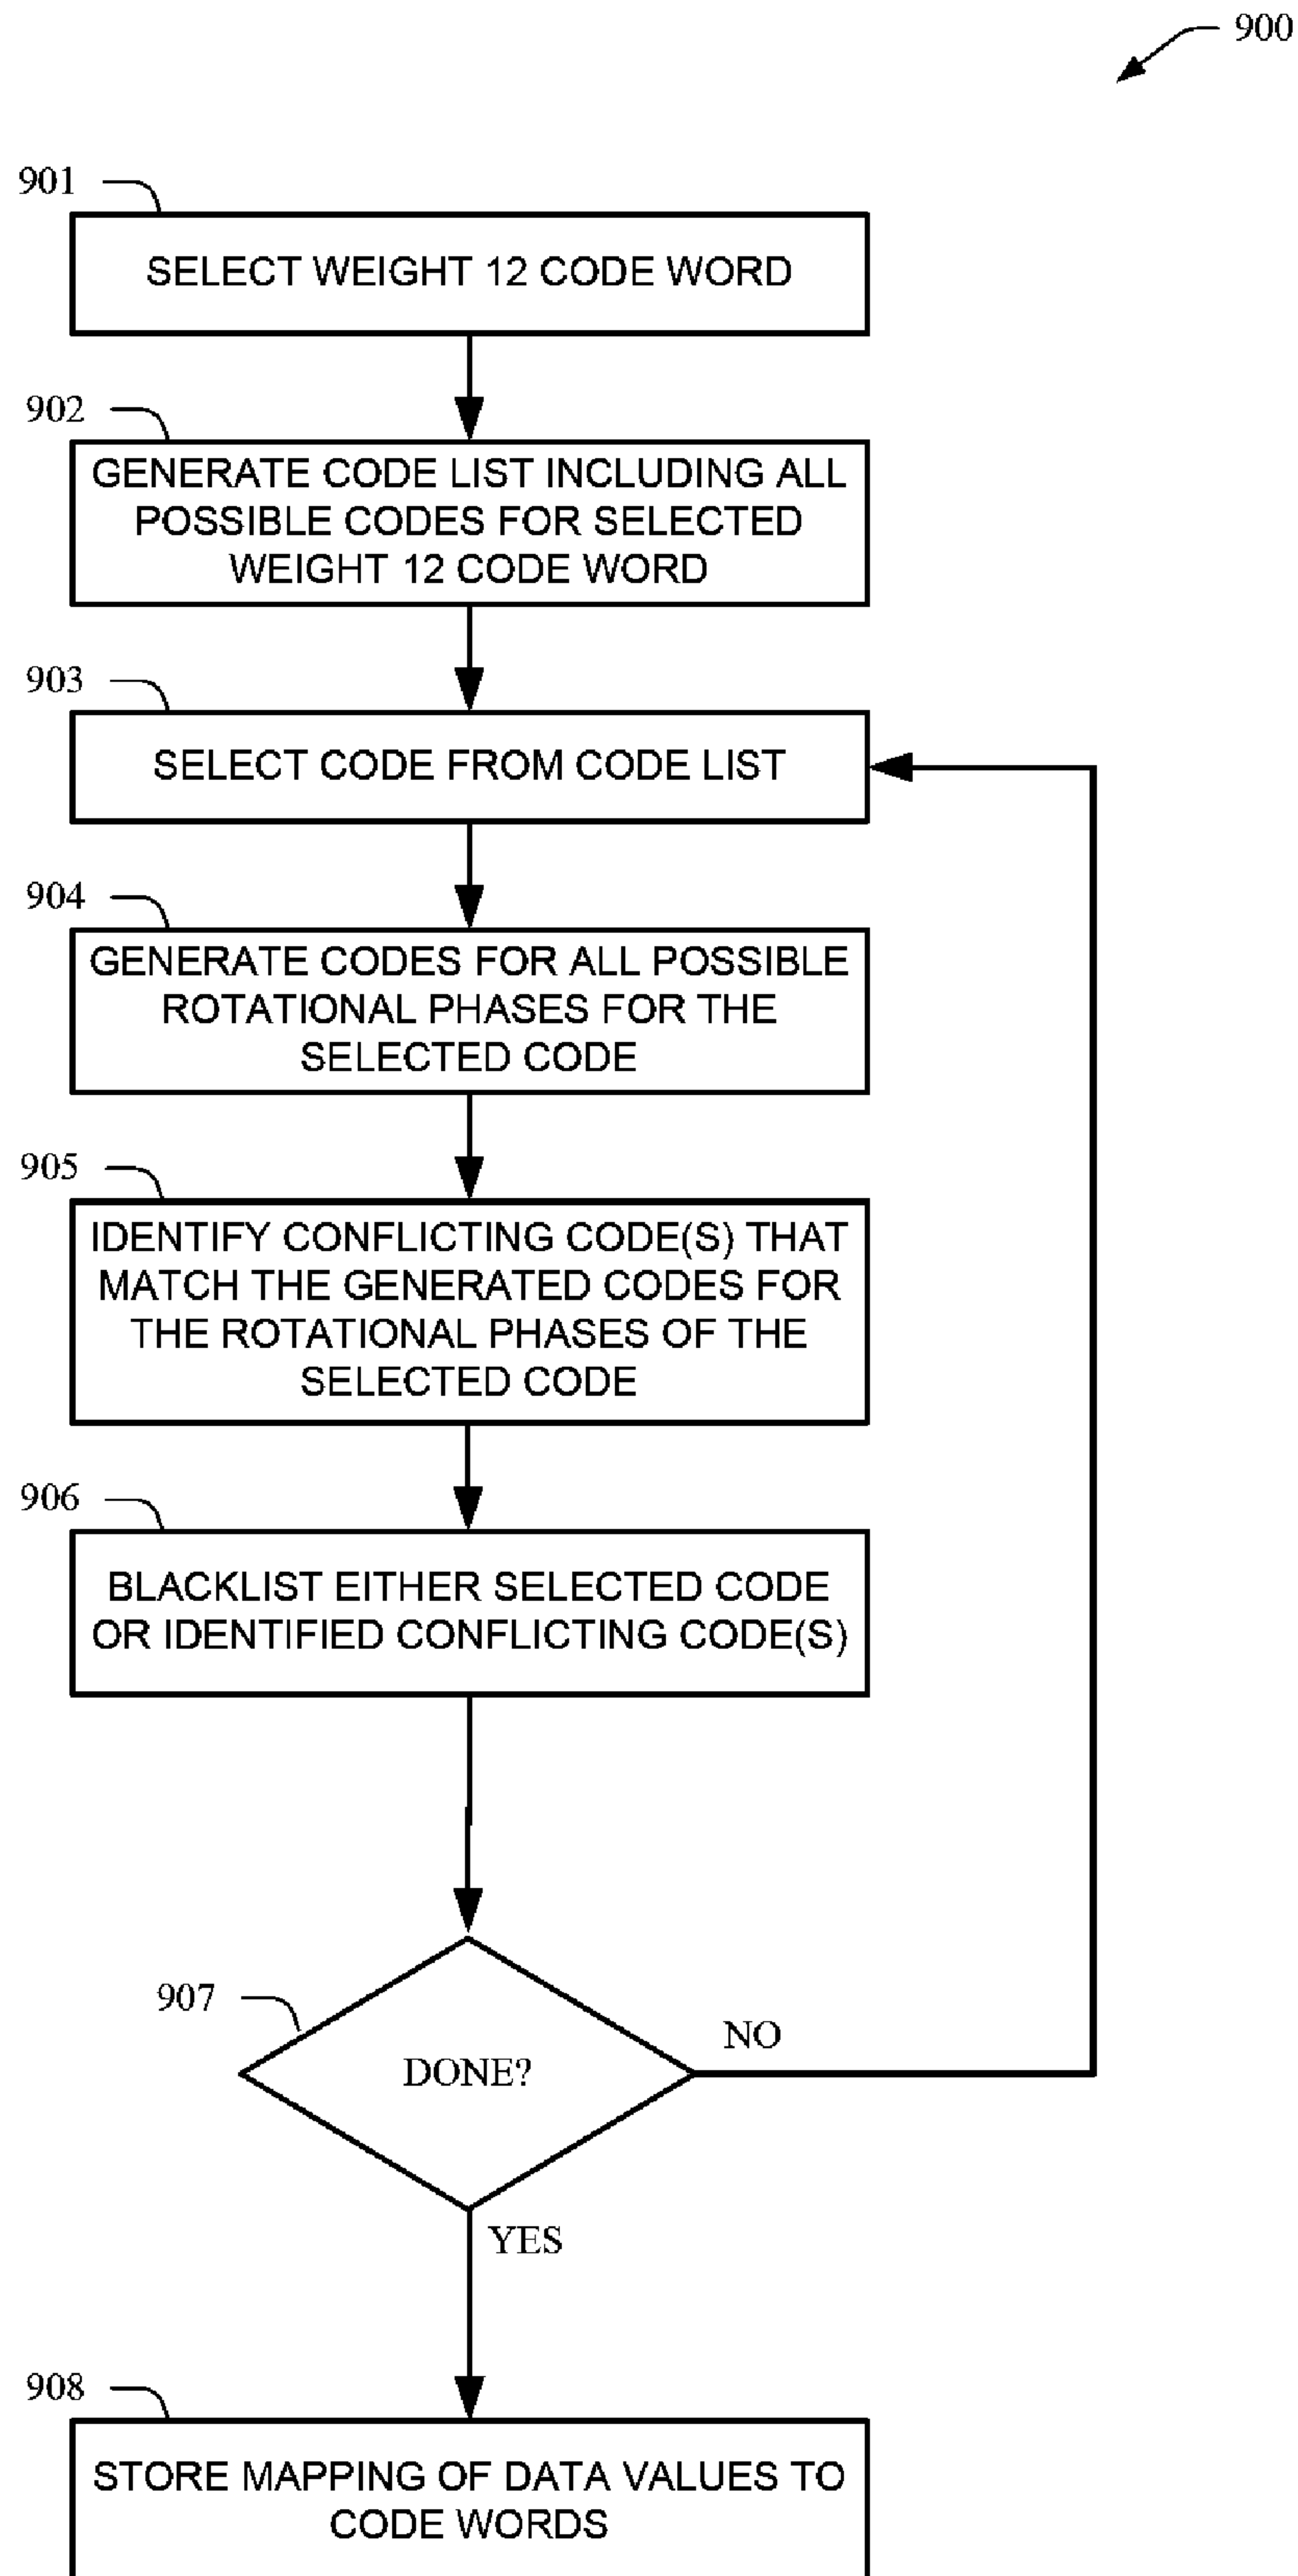 900
901
SELECT WEIGHT 12 CODE WORD
902
GENERATE CODE LIST INCLUDING ALL
POSSIBLE CODES FOR SELECTED
WEIGHT 12 CODE WORD
903
SELECT CODE FROM CODE LIST
904
GENERATE CODES FOR ALL POSSIBLE
ROTATIONAL PHASES FOR THE
SELECTED CODE
905
IDENTIFY CONFLICTING CODE(S) THAT
MATCH THE GENERATED CODES FOR
THE ROTATIONAL PHASES OF THE
SELECTED CODE
906
BLACKLIST EITHER SELECTED CODE
OR IDENTIFIED CONFLICTING CODE(S)
907
DONE?
NO
YES
908
STORE MAPPING OF DATA VALUES TO
CODE WORDS